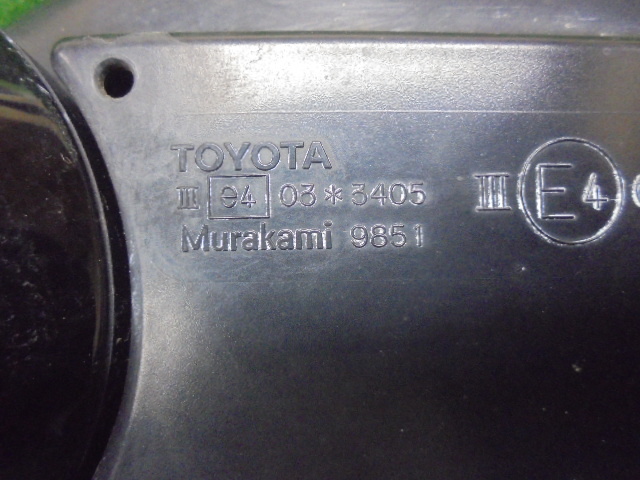 TOYOTA
III e4 03*3405
Murakami 9851
III E4